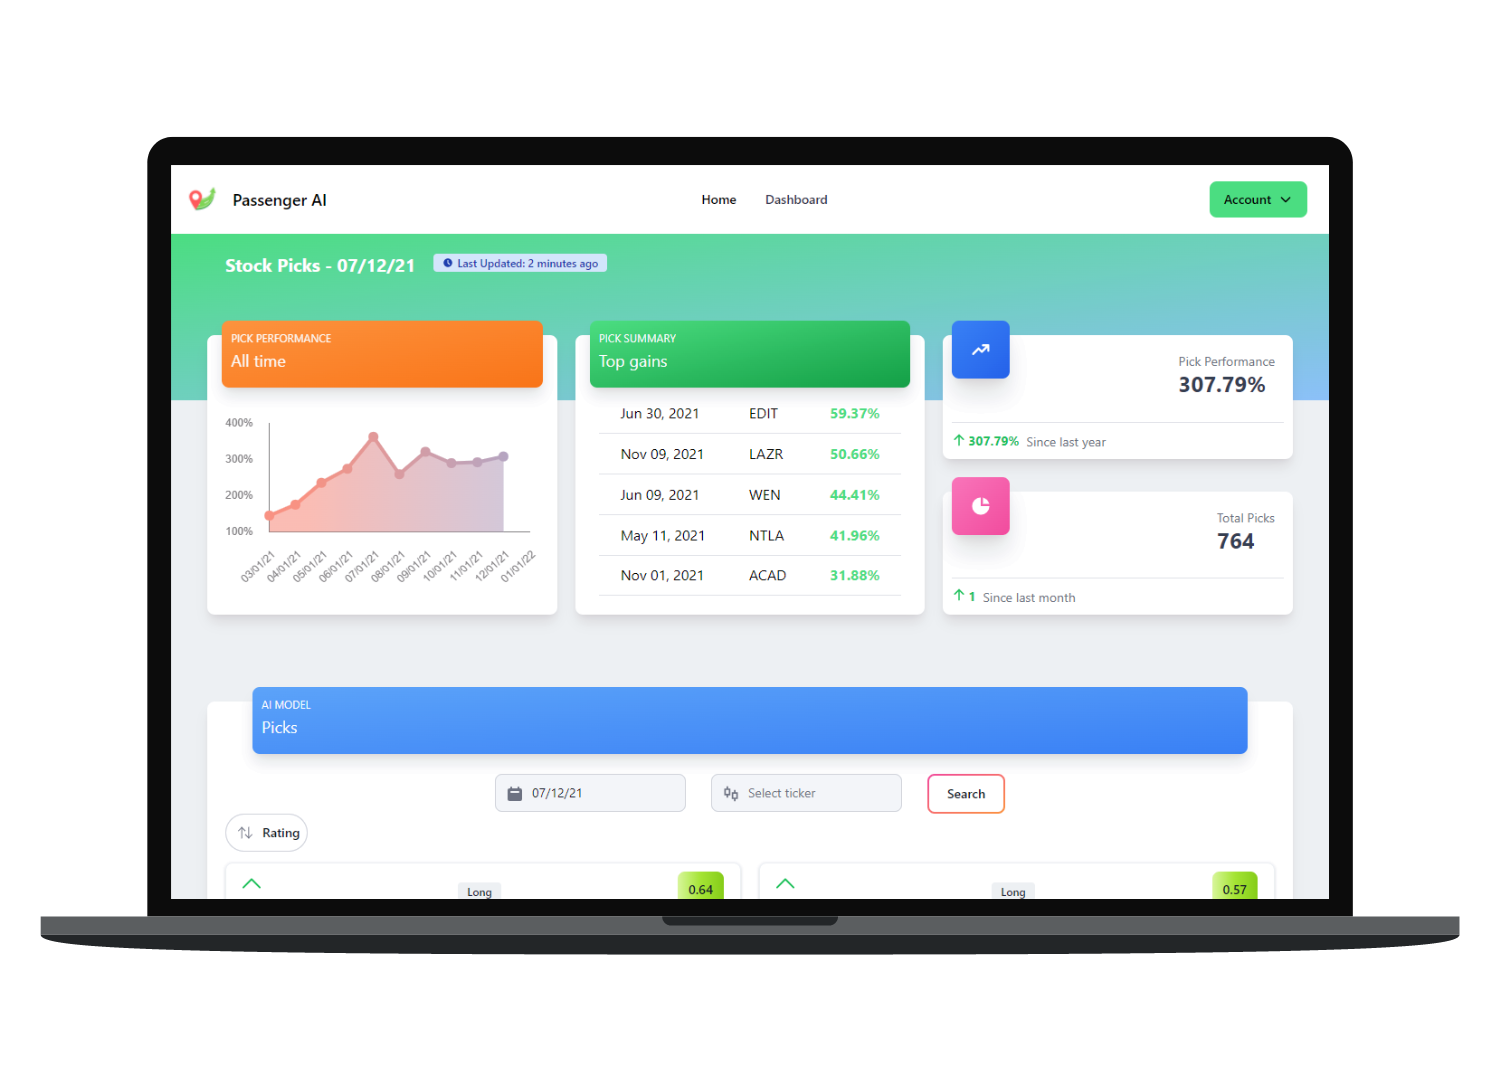 Passenger AI
Home
Dashboard
Account
Stock Picks - 07/12/21
Last Updated: 2 minutes ago
PICK PERFORMANCE
All time
400%
300%
200%
100%
03/01/21
04/01/21
05/01/21
06/01/21
07/01/21
08/01/21
09/01/21
10/01/21
11/01/21
12/01/21
01/01/22
PICK SUMMARY
Top gains
Jun 30, 2021 EDIT 59.37%
Nov 09, 2021 LAZR 50.66%
Jun 09, 2021 WEN 44.41%
May 11, 2021 NTLA 41.96%
Nov 01, 2021 ACAD 31.88%
Pick Performance
307.79%
307.79% Since last year
Total Picks
764
1 Since last month
AI MODEL
Picks
07/12/21
Select ticker
Search
Rating
Long
0.64
Long
0.57